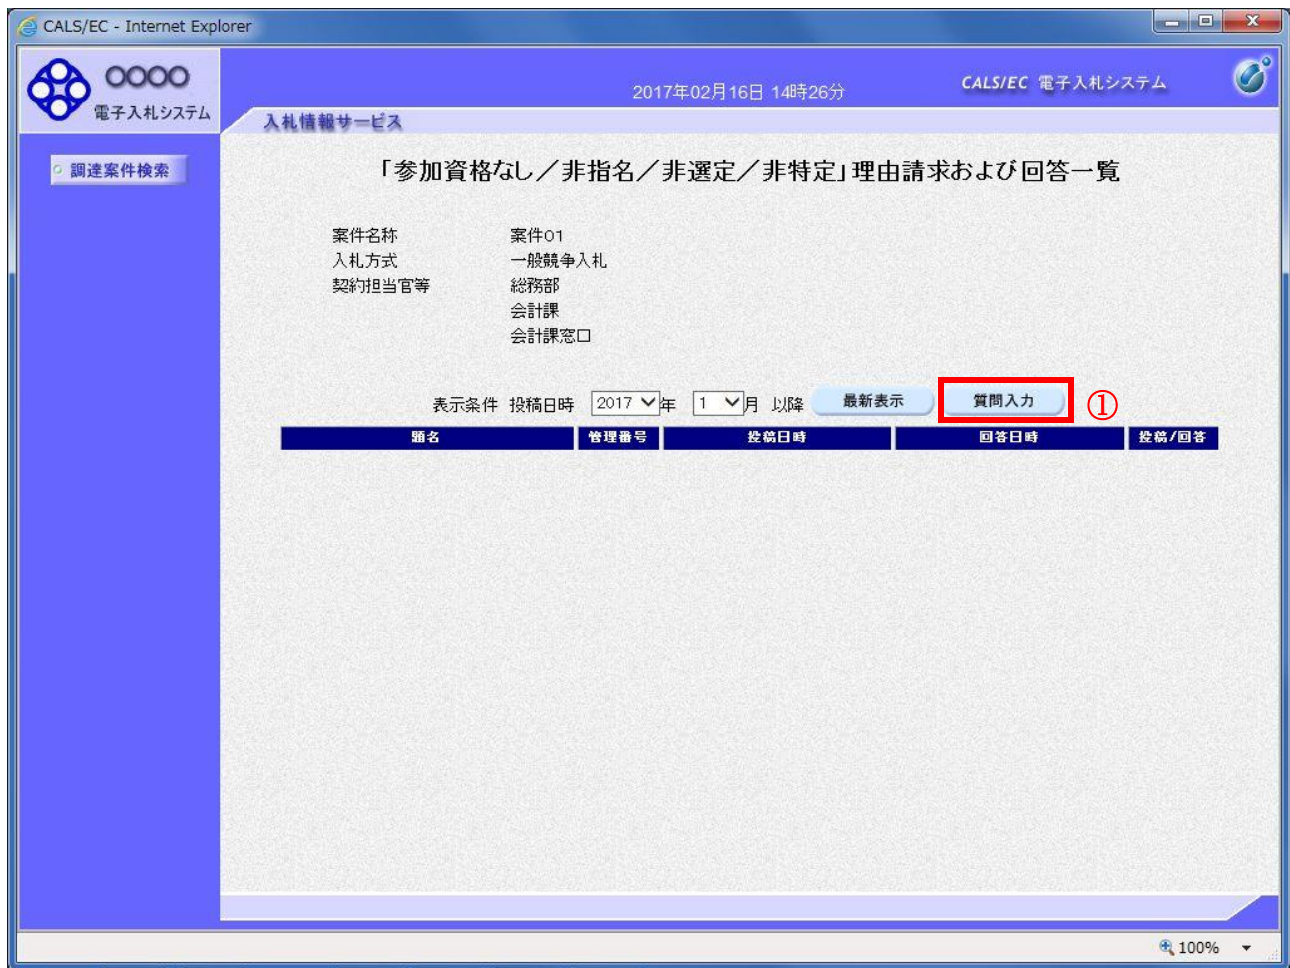 CALS/EC - Internet Explorer
OOOO
電子入札システム
2017年02月16日 14時26分
CALS/EC 電子入札システム
入札情報サービス
調達案件検索
「参加資格なし／非指名／非選定／非特定」理由請求および回答一覧
案件名称 案件01
入札方式 一般競争入札
契約担当官等 総務部
会計課
会計課窓口
表示条件 投稿日時 2017 年 1 月 以降 最新表示 質問入力 ①
題名 管理番号 投稿日時 回答日時 投稿/回答
100%